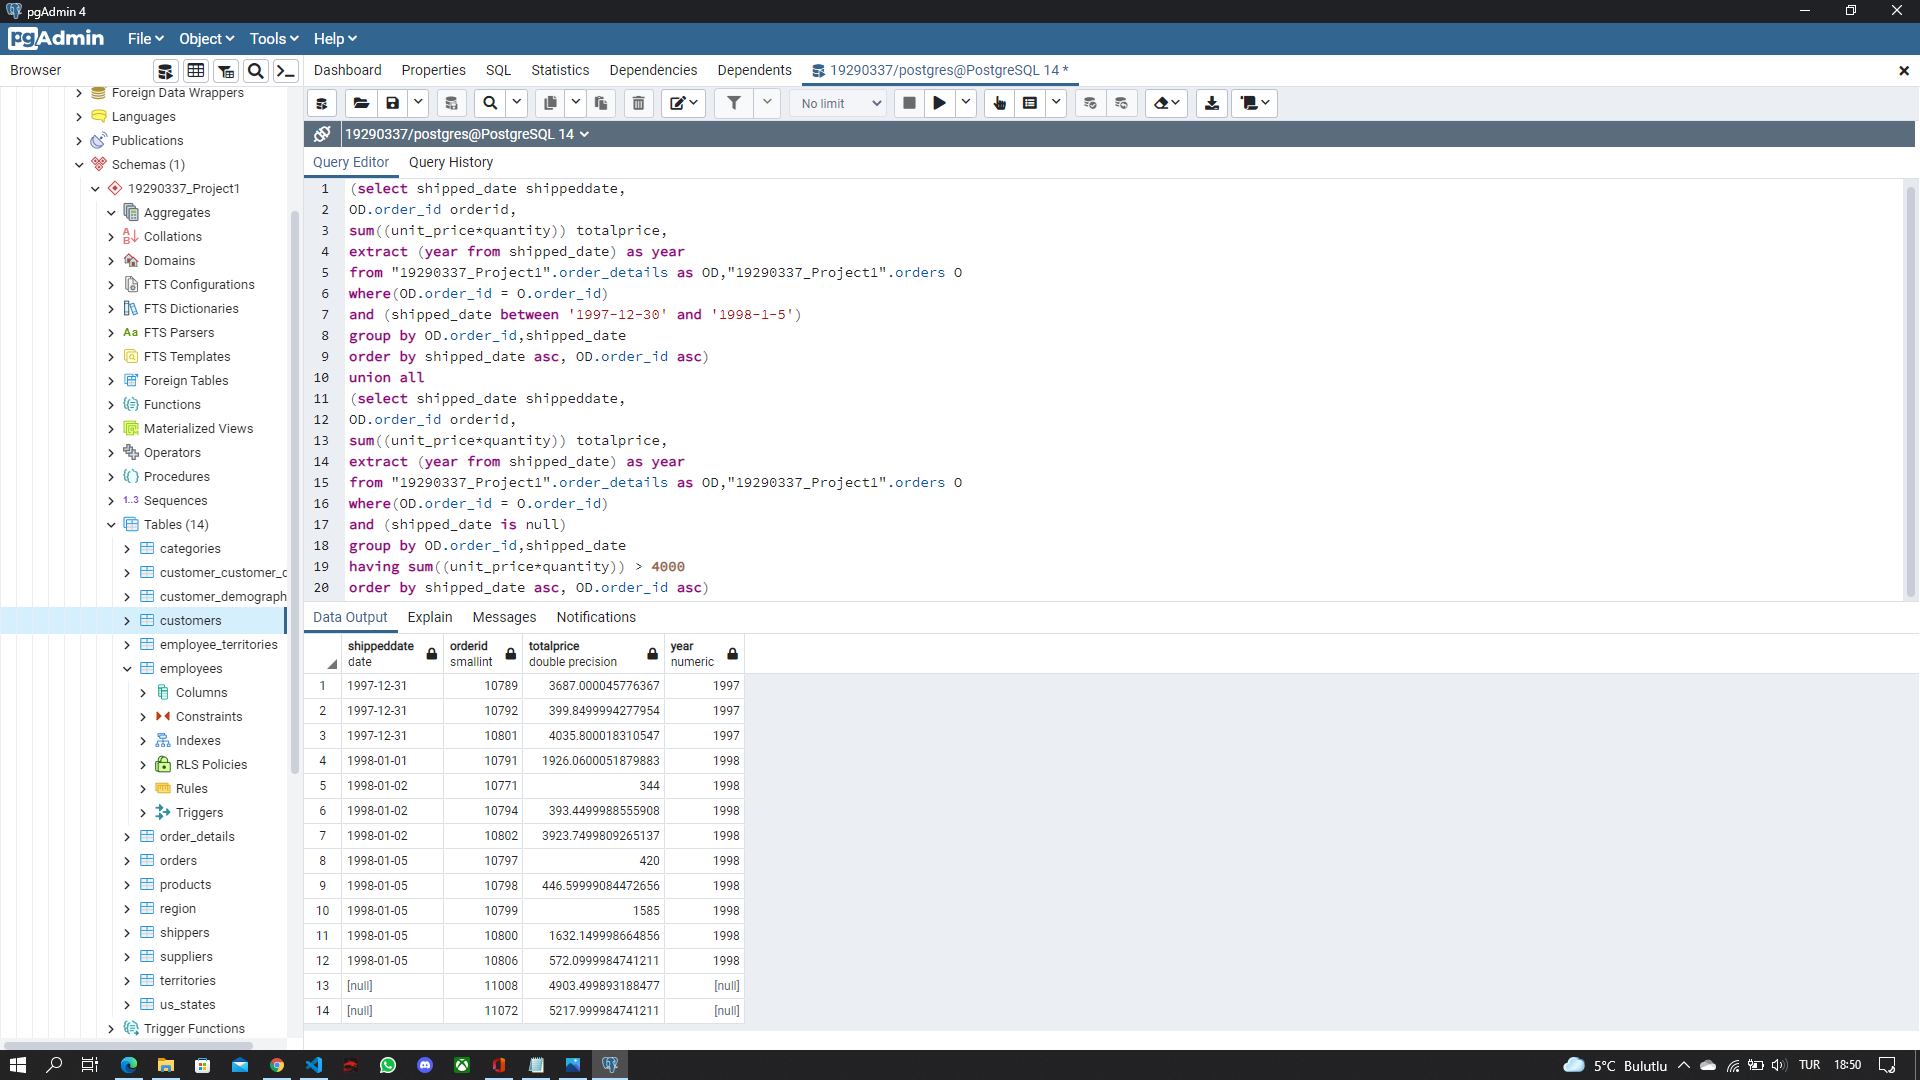 pgAdmin 4
pgAdmin File Object Tools Help
Browser
Dashboard Properties SQL Statistics Dependencies Dependents 19290337/postgres@PostgreSQL 14 *
No limit
Foreign Data Wrappers
Languages
Publications
Schemas (1)
19290337_Project1
Aggregates
Collations
Domains
FTS Configurations
FTS Dictionaries
Aa FTS Parsers
FTS Templates
Foreign Tables
Functions
Materialized Views
Operators
Procedures
1..3 Sequences
Tables (14)
categories
customer_customer_c
customer_demograph
customers
employee_territories
employees
Columns
Constraints
Indexes
RLS Policies
Rules
Triggers
order_details
orders
products
region
shippers
suppliers
territories
us_states
Trigger Functions
19290337/postgres@PostgreSQL 14
Query Editor Query History
1 (select shipped_date shippeddate,
2 OD.order_id orderid,
3 sum((unit_price*quantity)) totalprice,
4 extract (year from shipped_date) as year
5 from "19290337_Project1".order_details as OD,"19290337_Project1".orders O
6 where(OD.order_id = O.order_id)
7 and (shipped_date between '1997-12-30' and '1998-1-5')
8 group by OD.order_id,shipped_date
9 order by shipped_date asc, OD.order_id asc)
10 union all
11 (select shipped_date shippeddate,
12 OD.order_id orderid,
13 sum((unit_price*quantity)) totalprice,
14 extract (year from shipped_date) as year
15 from "19290337_Project1".order_details as OD,"19290337_Project1".orders O
16 where(OD.order_id = O.order_id)
17 and (shipped_date is null)
18 group by OD.order_id,shipped_date
19 having sum((unit_price*quantity)) > 4000
20 order by shipped_date asc, OD.order_id asc)
Data Output Explain Messages Notifications
shippeddate orderid totalprice year
date smallint double precision numeric
1 1997-12-31 10789 3687.000045776367 1997
2 1997-12-31 10792 399.8499994277954 1997
3 1997-12-31 10801 4035.800018310547 1997
4 1998-01-01 10791 1926.0600051879883 1998
5 1998-01-02 10771 344 1998
6 1998-01-02 10794 393.4499988555908 1998
7 1998-01-02 10802 3923.7499809265137 1998
8 1998-01-05 10797 420 1998
9 1998-01-05 10798 446.59999084472656 1998
10 1998-01-05 10799 1585 1998
11 1998-01-05 10800 1632.149998664856 1998
12 1998-01-05 10806 572.0999984741211 1998
13 [null] 11008 4903.499893188477 [null]
14 [null] 11072 5217.999984741211 [null]
5°C Bulutlu TUR 18:50